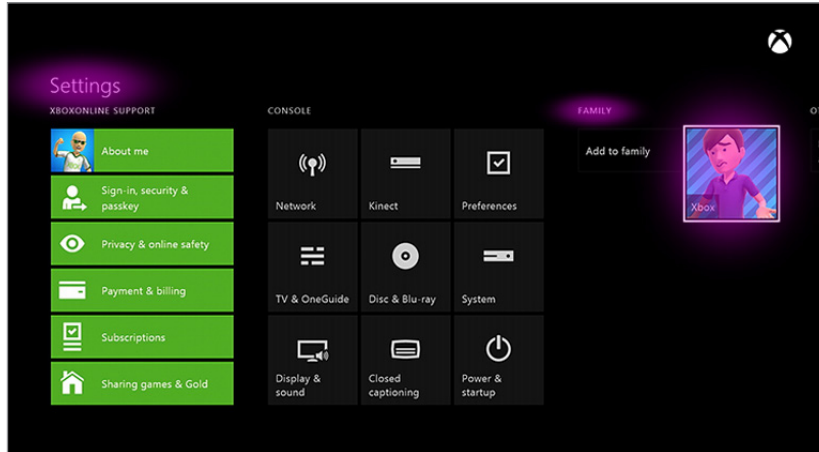 Settings
XBOXONLINE SUPPORT
About me
Sign-in, security &
passkey
Privacy & online safety
Payment & billing
Subscriptions
Sharing games & Gold
CONSOLE
Network
Kinect
Preferences
TV & OneGuide
Disc & Blu-ray
System
Display &
sound
Closed
captioning
Power &
startup
FAMILY
Add to family
Xbox